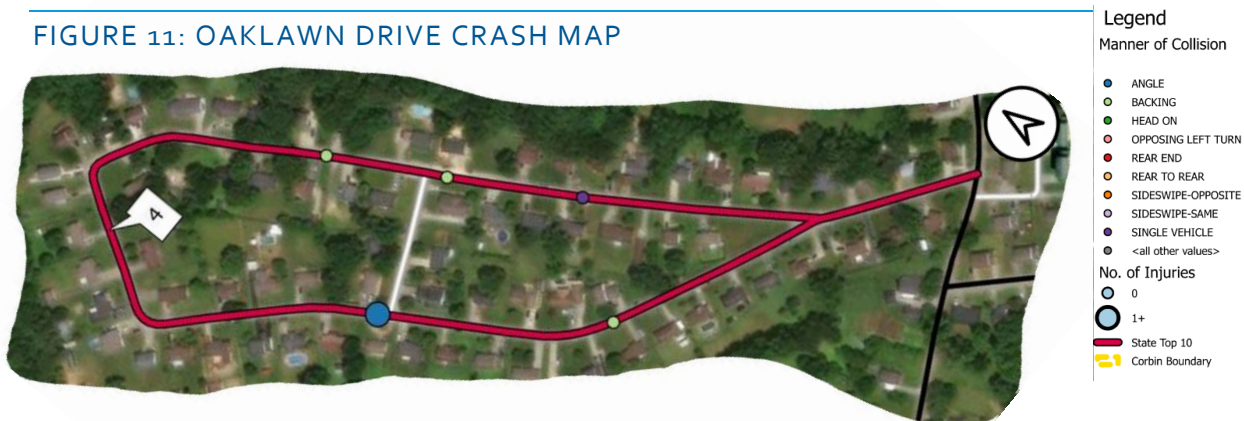 FIGURE 11: OAKLAWN DRIVE CRASH MAP
4
Legend
Manner of Collision
ANGLE
BACKING
HEAD ON
OPPOSING LEFT TURN
REAR END
REAR TO REAR
SIDESWIPE-OPPOSITE
SIDESWIPE-SAME
SINGLE VEHICLE
<all other values>
No. of Injuries
0
1+
State Top 10
Corbin Boundary